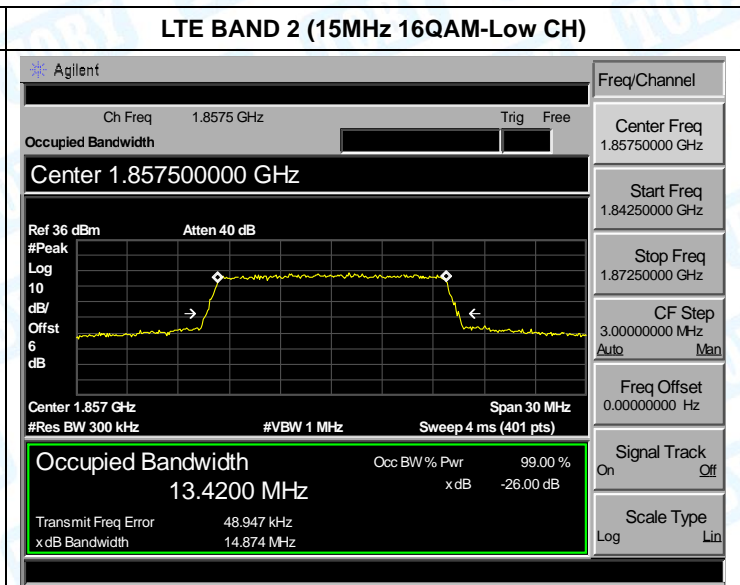 LTE BAND 2 (15MHz 16QAM-Low CH)
Agilent
Freq/Channel
Ch Freq 1.8575 GHz Trig Free
Occupied Bandwidth
Center 1.857500000 GHz
Center Freq
1.85750000 GHz
Start Freq
1.84250000 GHz
Stop Freq
1.87250000 GHz
CF Step
3.00000000 MHz
Auto Man
Freq Offset
0.00000000 Hz
Signal Track
On Off
Scale Type
Log Lin
Ref 36 dBm Atten 40 dB
#Peak
Log
10
dB/
Offst
6
dB
Center 1.857 GHz Span 30 MHz
#Res BW 300 kHz #VBW 1 MHz Sweep 4 ms (401 pts)
Occupied Bandwidth Occ BW % Pwr 99.00 %
13.4200 MHz x dB -26.00 dB
Transmit Freq Error 48.947 kHz
x dB Bandwidth 14.874 MHz